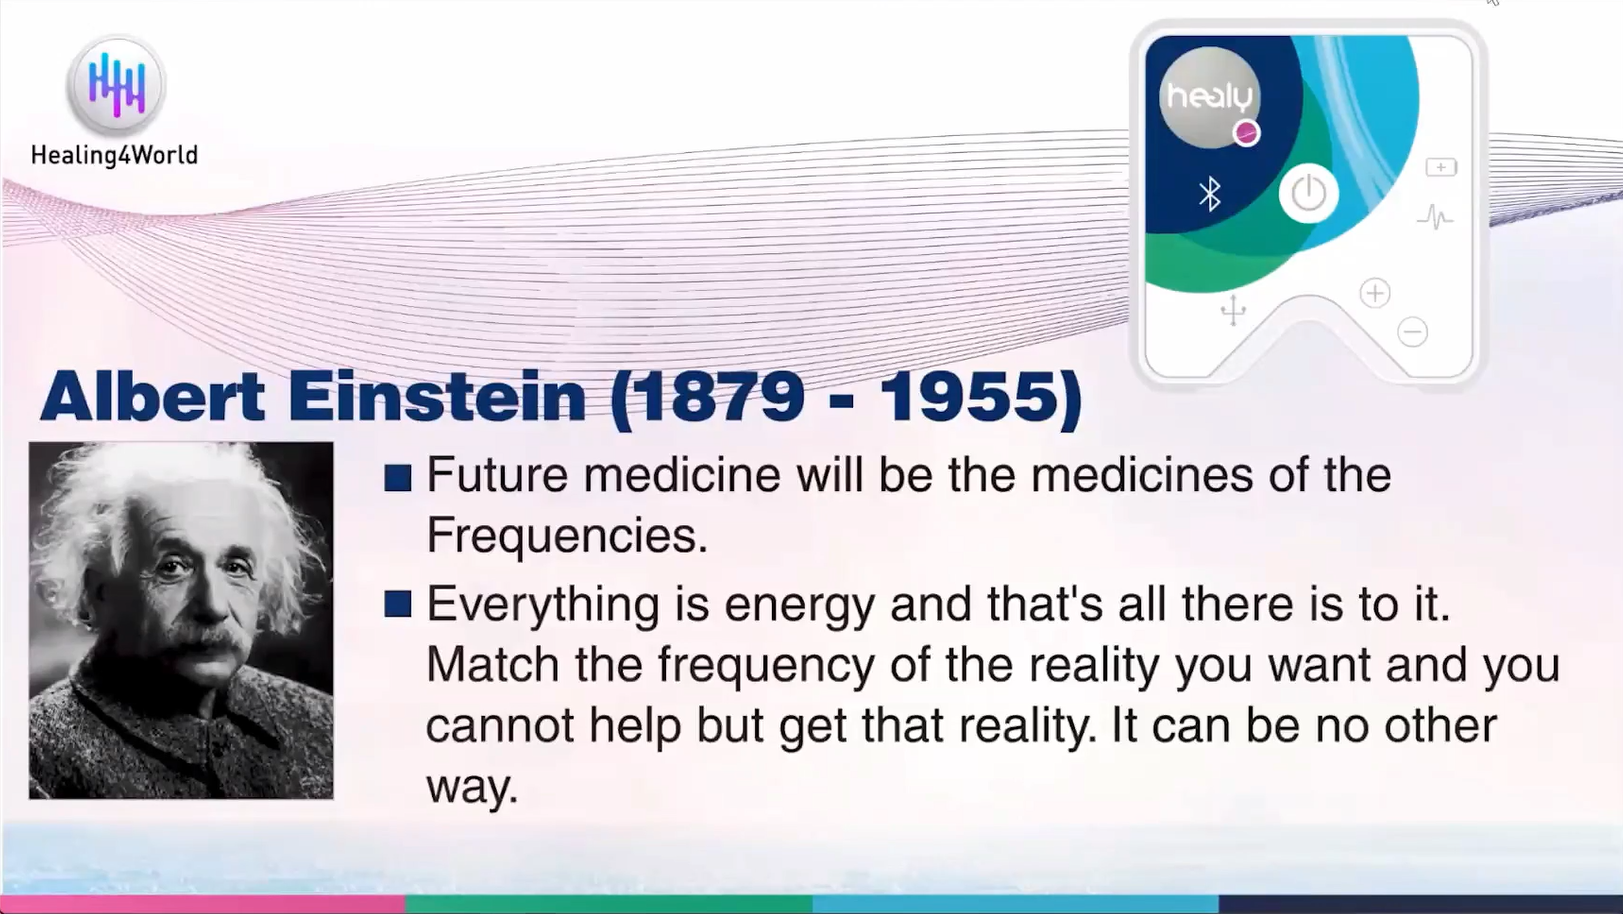 Healing4World
healy
Albert Einstein (1879 - 1955)
Future medicine will be the medicines of the
Frequencies.
Everything is energy and that's all there is to it.
Match the frequency of the reality you want and you
cannot help but get that reality. It can be no other
way.